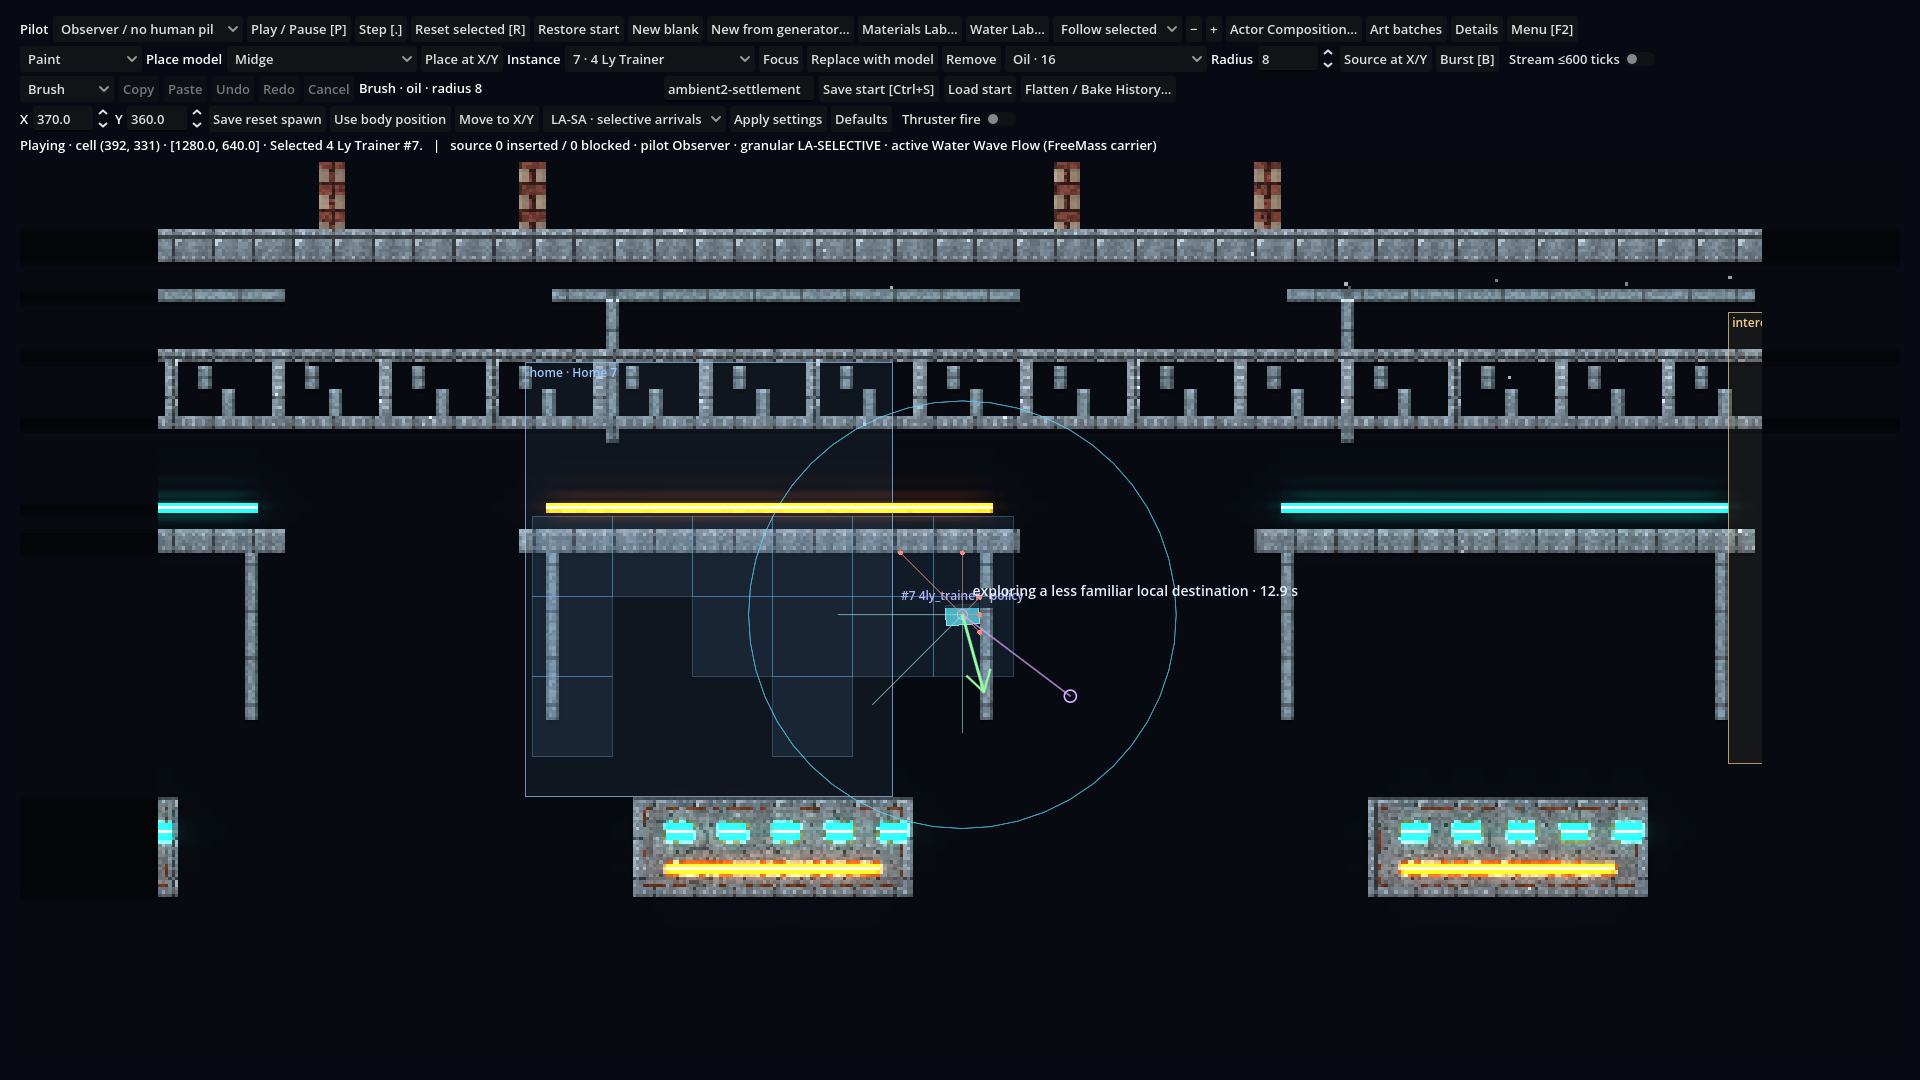 Pilot Observer / no human pil Play / Pause [P] Step [.] Reset selected [R] Restore start New blank New from generator... Materials Lab... Water Lab... Follow selected − + Actor Composition... Art batches Details Menu [F2]
Paint Place model Midge Place at X/Y Instance 7 · 4 Ly Trainer Focus Replace with model Remove Oil · 16 Radius 8 Source at X/Y Burst [B] Stream ≤600 ticks
Brush Copy Paste Undo Redo Cancel Brush · oil · radius 8 ambient2-settlement Save start [Ctrl+S] Load start Flatten / Bake History...
X 370.0 Y 360.0 Save reset spawn Use body position Move to X/Y LA-SA · selective arrivals Apply settings Defaults Thruster fire
Playing · cell (392, 331) · [1280.0, 640.0] · Selected 4 Ly Trainer #7. | source 0 inserted / 0 blocked · pilot Observer · granular LA-SELECTIVE · active Water Wave Flow (FreeMass carrier)
interc
home · Home 7
exploring a less familiar local destination · 12.9 s
#7 4ly_trainer policy